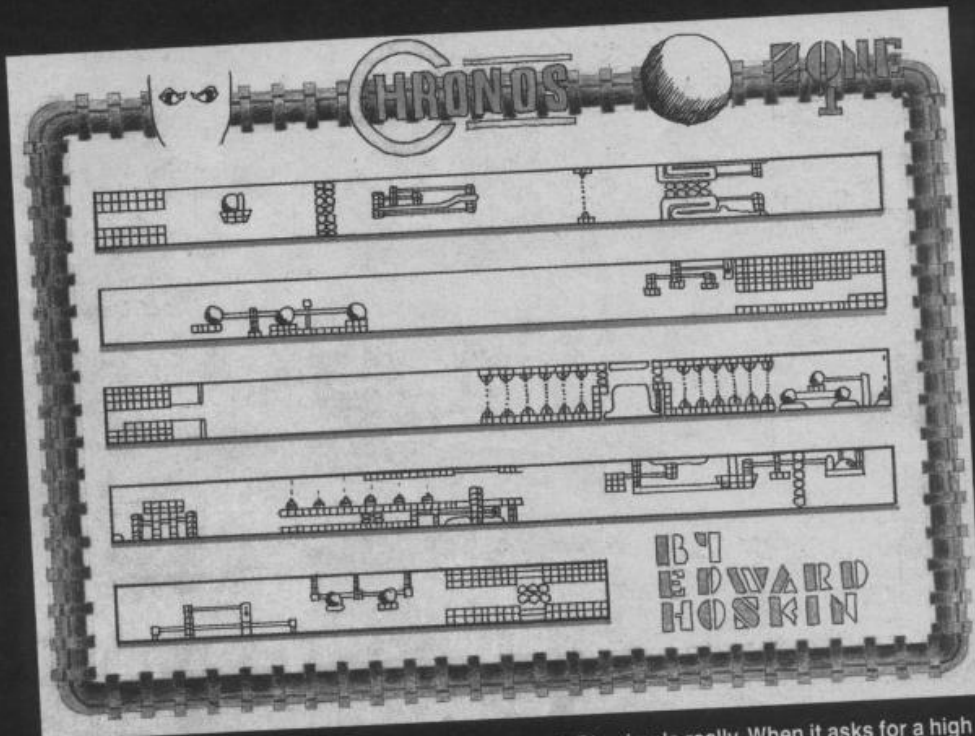 CHRONOS
ZONE
1
BY
EDWARD
HOSKIN
really. When it asks for a high